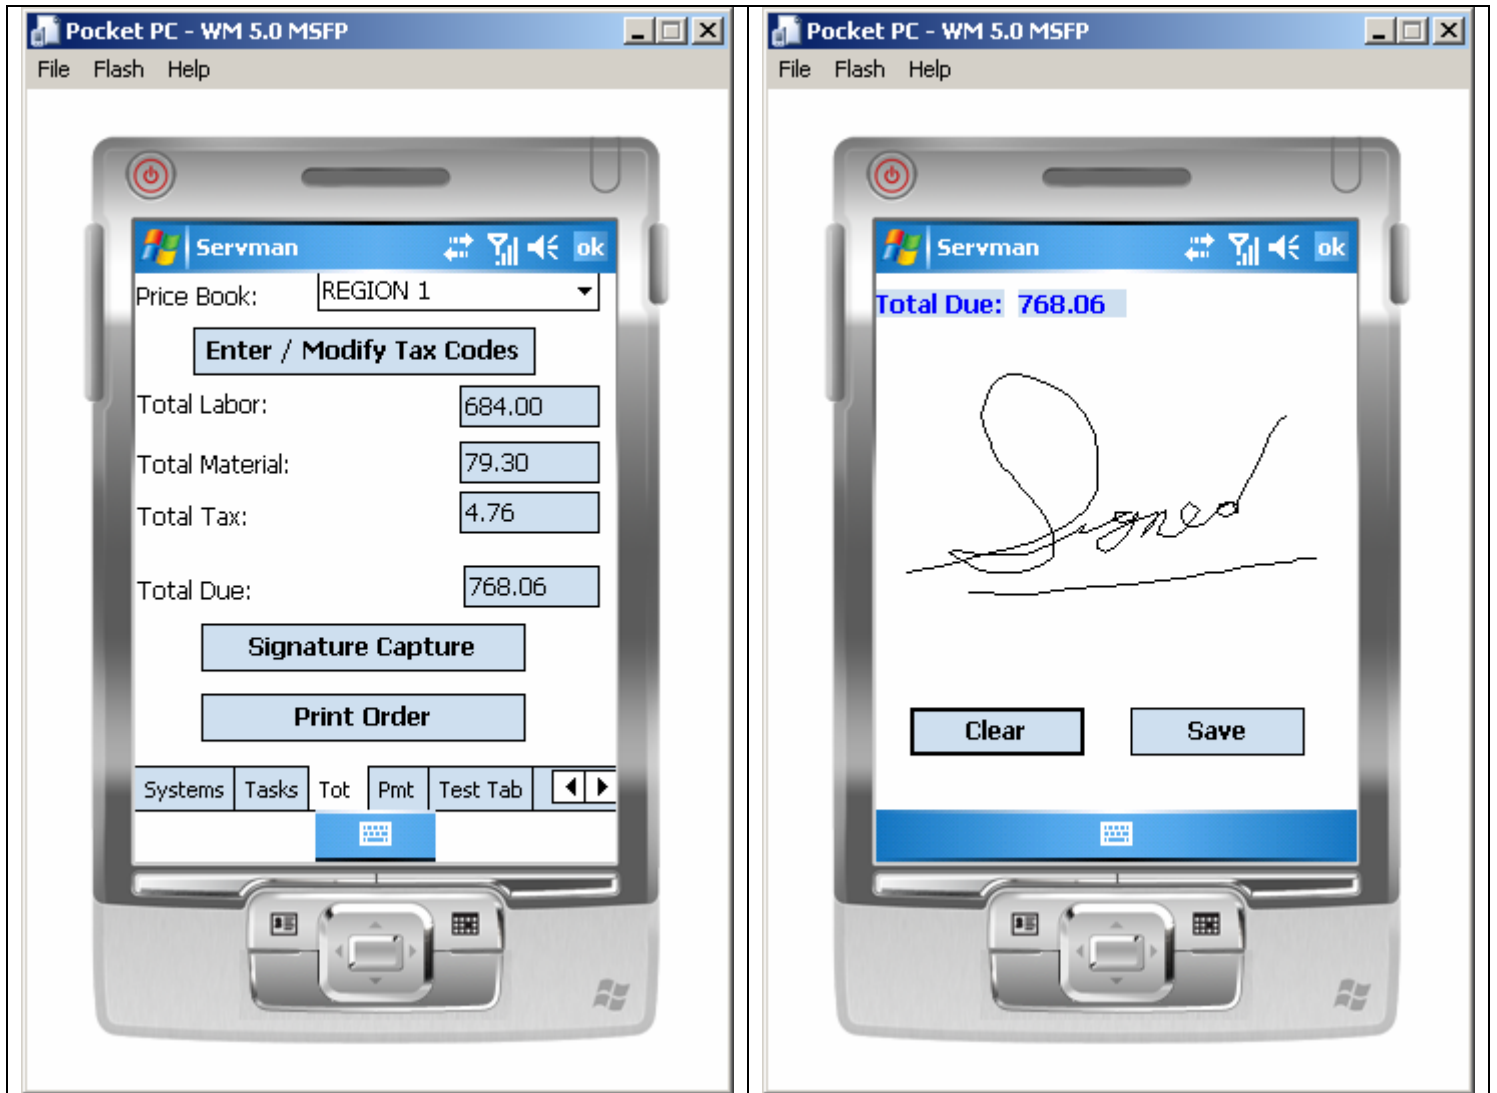 Pocket PC - WM 5.0 MSFP
File Flash Help
Servman ok
Price Book: REGION 1
Enter / Modify Tax Codes
Total Labor: 684.00
Total Material: 79.30
Total Tax: 4.76
Total Due: 768.06
Signature Capture
Print Order
Systems Tasks Tot Pmt Test Tab
Pocket PC - WM 5.0 MSFP
File Flash Help
Servman ok
Total Due: 768.06
Signed
Clear Save